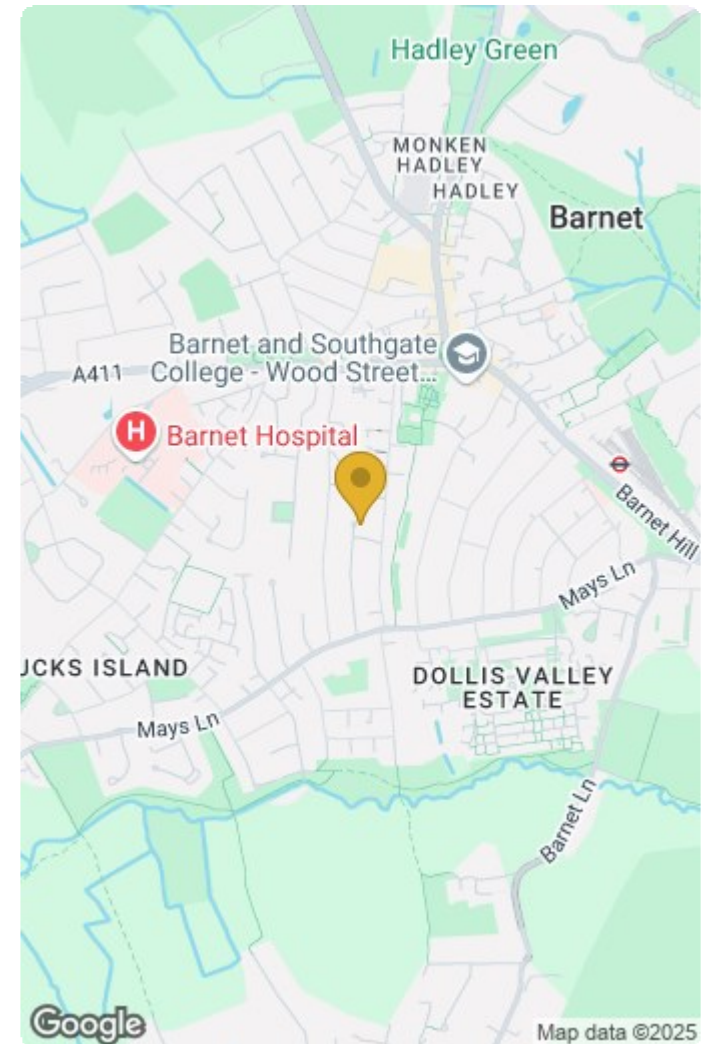 Hadley Green
MONKEN
HADLEY
HADLEY
Barnet
Barnet and Southgate
College - Wood Street...
A411
H
Barnet Hospital
Barnet Hill
Mays Ln
UCKS ISLAND
DOLLIS VALLEY
ESTATE
Mays Ln
Barnet Ln
Google
Map data ©2025